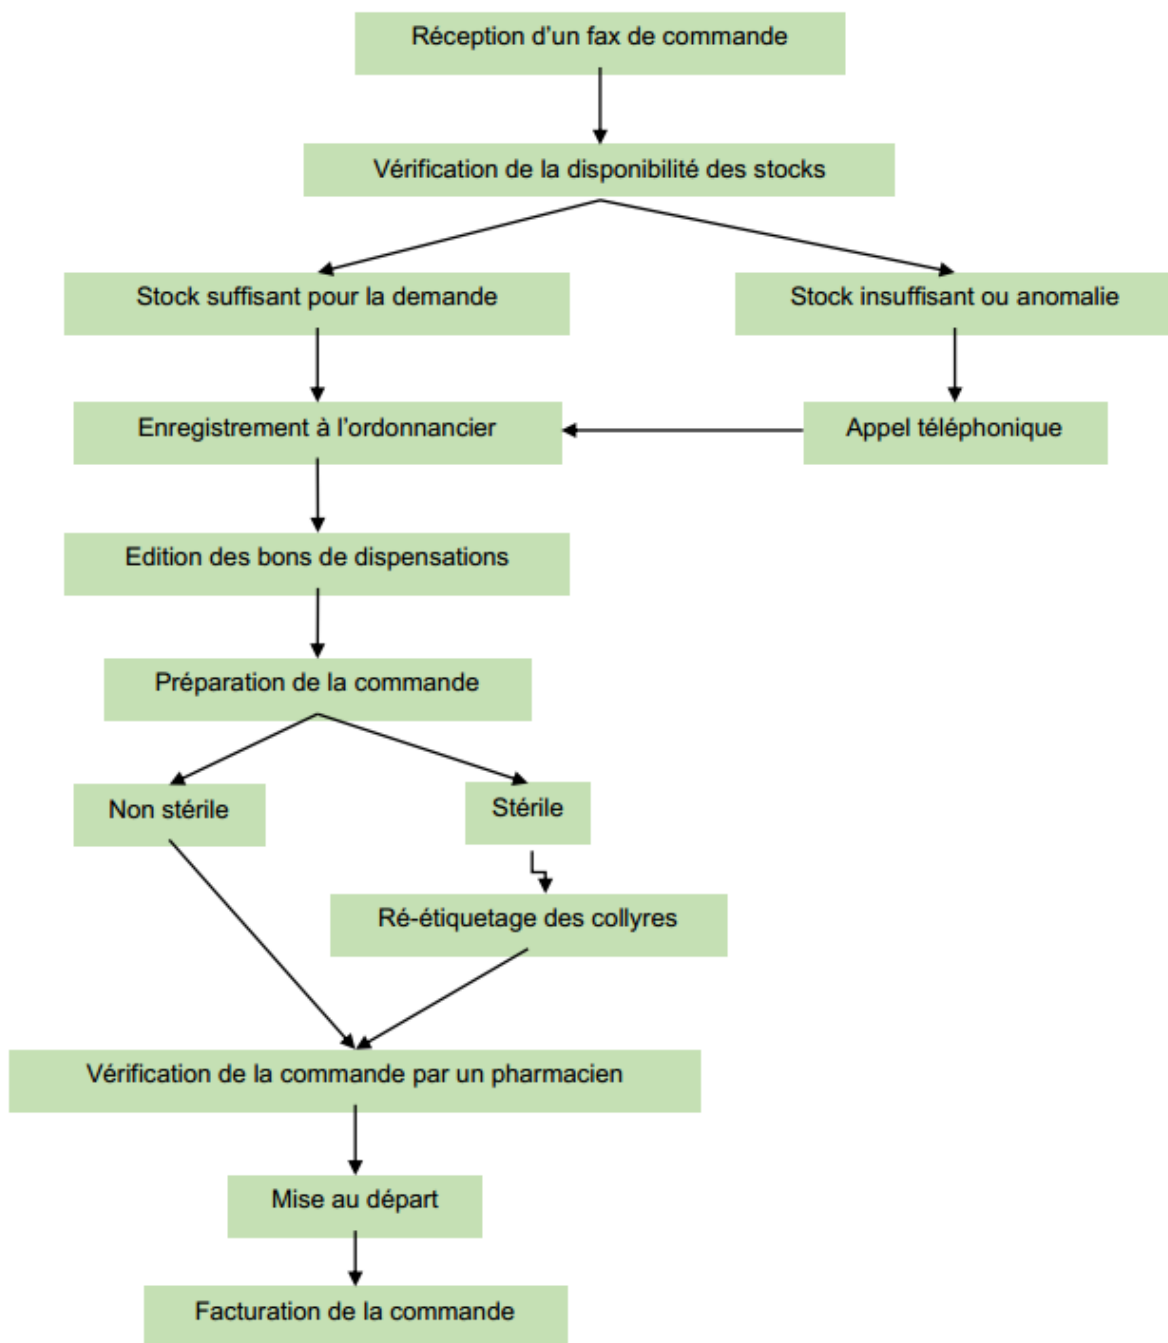 Réception d’un fax de commande
Vérification de la disponibilité des stocks
Stock suffisant pour la demande
Stock insuffisant ou anomalie
Enregistrement à l’ordonnancier
Appel téléphonique
Edition des bons de dispensations
Préparation de la commande
Non stérile
Stérile
Ré-étiquetage des collyres
Vérification de la commande par un pharmacien
Mise au départ
Facturation de la commande